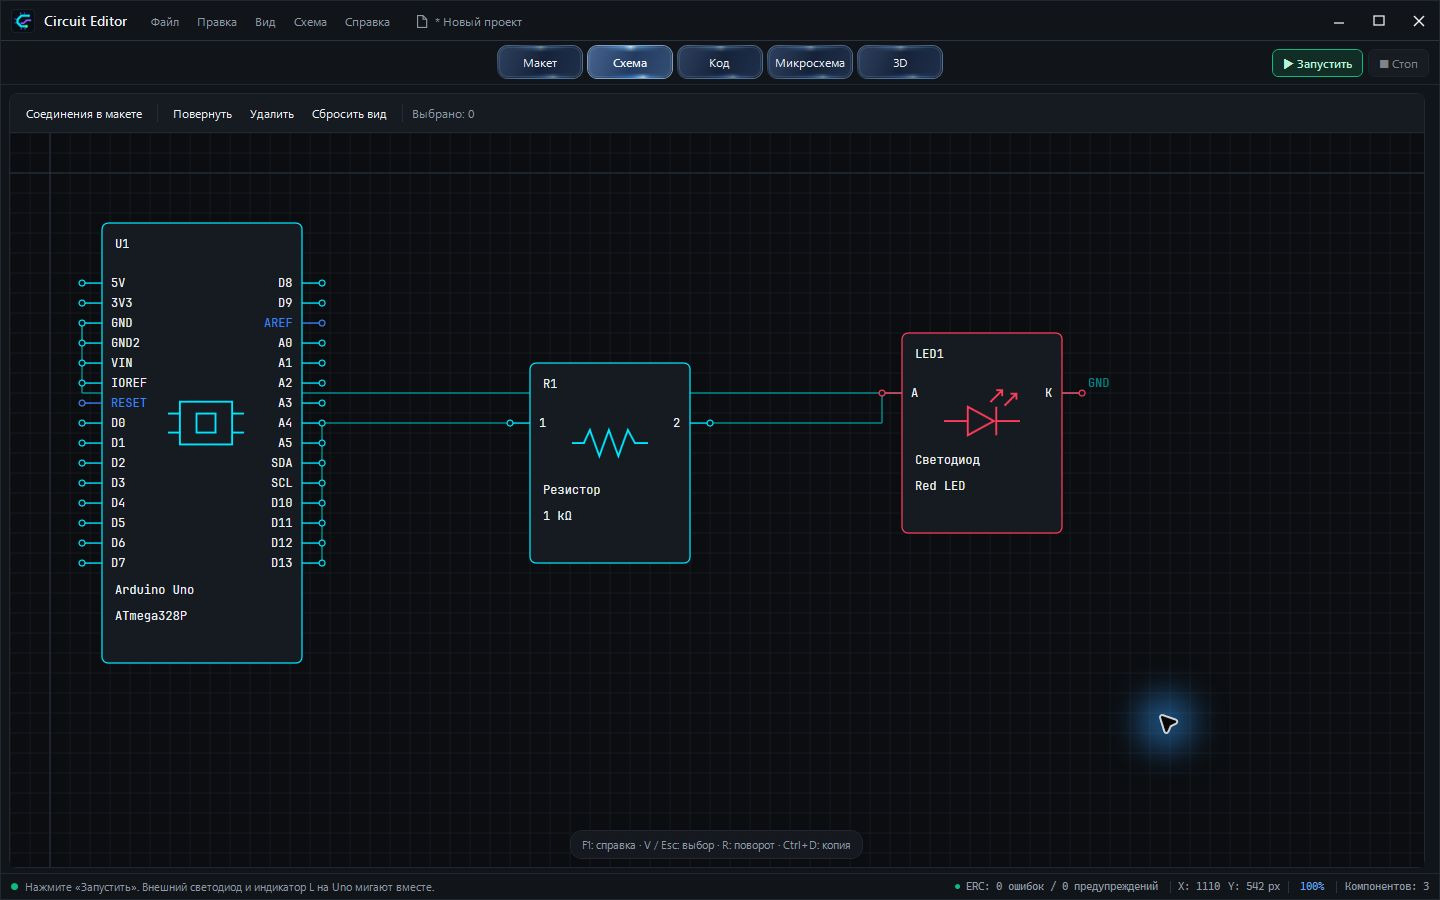 Circuit Editor Файл Правка Вид Схема Справка * Новый проект
Макет Схема Код Микросхема 3D Запустить Стоп
Соединения в макете Повернуть Удалить Сбросить вид Выбрано: 0
U1
5V D8
3V3 D9
GND AREF
GND2 A0
VIN A1
IOREF A2
RESET A3
D0 A4
D1 A5
D2 SDA
D3 SCL
D4 D10
D5 D11
D6 D12
D7 D13
Arduino Uno
ATmega328P
R1
1 2
Резистор
1 kΩ
LED1
A K GND
Светодиод
Red LED
F1: справка · V / Esc: выбор · R: поворот · Ctrl+D: копия
Нажмите «Запустить». Внешний светодиод и индикатор L на Uno мигают вместе. ERC: 0 ошибок / 0 предупреждений X: 1110 Y: 542 px 100% Компонентов: 3